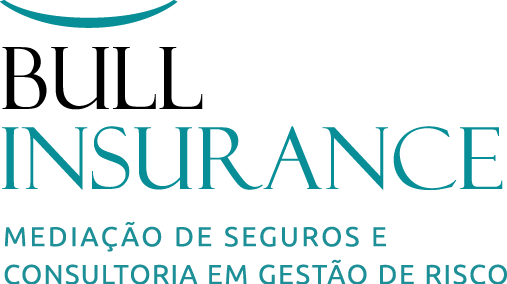 BULL
INSURANCE
MEDIAÇÃO DE SEGUROS E
CONSULTORIA EM GESTÃO DE RISCO